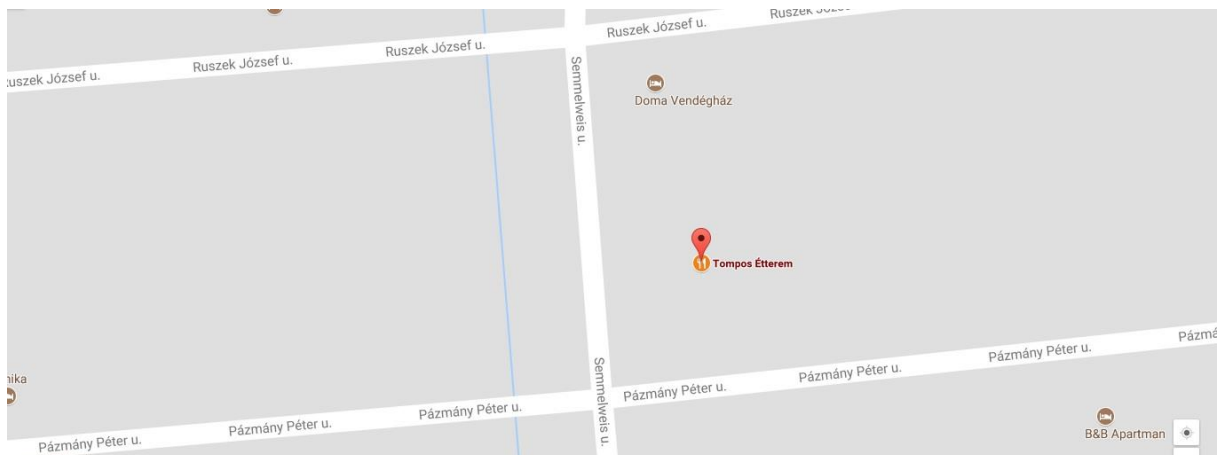 Ruszek József u.
Ruszek József u.
Ruszek József u.
Ruszek József u.
Ruszek
Semmelweis u.
Doma Vendégház
Tompos Étterem
Pázmány Péter u.
Pázmány Péter u.
Pázmány Péter u.
Pázmány Péter u.
Pázmány Péter u.
Pázmány Péter u.
Semmelweis u.
B&B Apartman